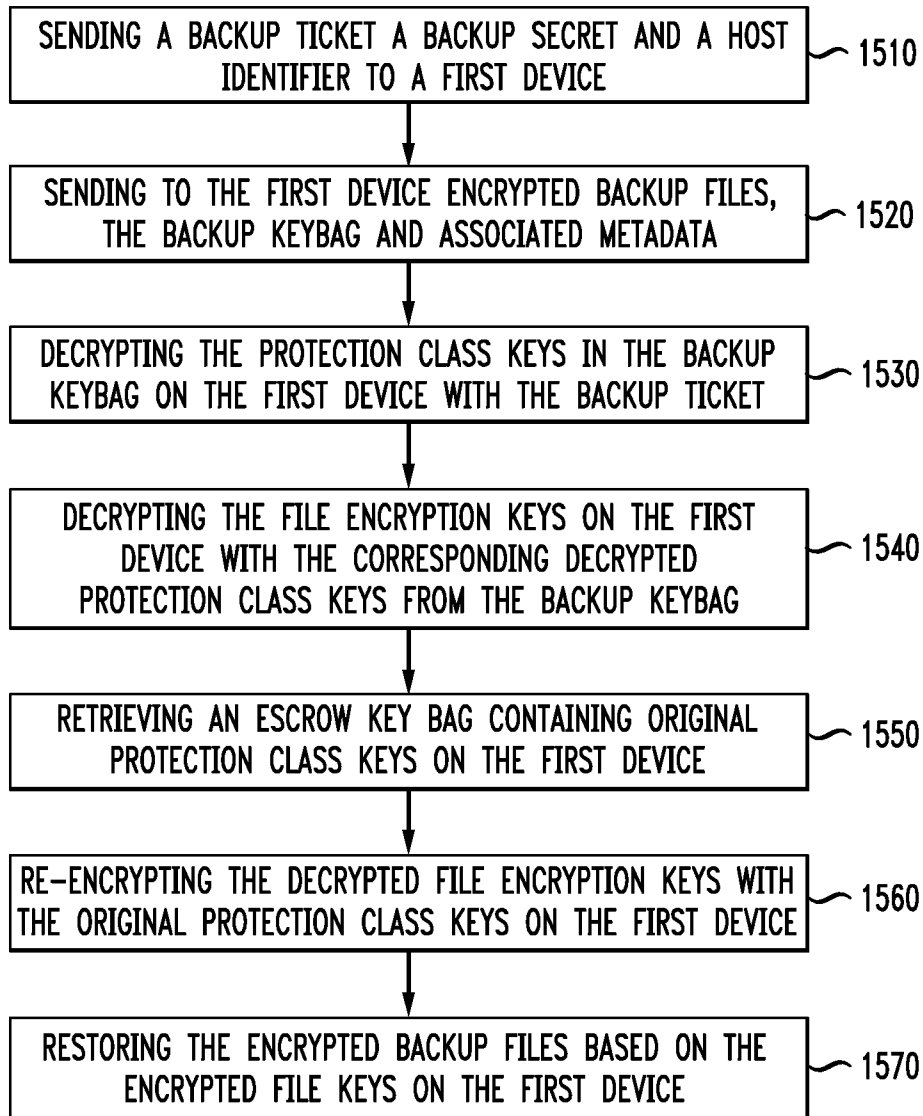 SENDING A BACKUP TICKET A BACKUP SECRET AND A HOST
IDENTIFIER TO A FIRST DEVICE
1510
SENDING TO THE FIRST DEVICE ENCRYPTED BACKUP FILES,
THE BACKUP KEYBAG AND ASSOCIATED METADATA
1520
DECRYPTING THE PROTECTION CLASS KEYS IN THE BACKUP
KEYBAG ON THE FIRST DEVICE WITH THE BACKUP TICKET
1530
DECRYPTING THE FILE ENCRYPTION KEYS ON THE FIRST
DEVICE WITH THE CORRESPONDING DECRYPTED
PROTECTION CLASS KEYS FROM THE BACKUP KEYBAG
1540
RETRIEVING AN ESCROW KEY BAG CONTAINING ORIGINAL
PROTECTION CLASS KEYS ON THE FIRST DEVICE
1550
RE-ENCRYPTING THE DECRYPTED FILE ENCRYPTION KEYS WITH
THE ORIGINAL PROTECTION CLASS KEYS ON THE FIRST DEVICE
1560
RESTORING THE ENCRYPTED BACKUP FILES BASED ON THE
ENCRYPTED FILE KEYS ON THE FIRST DEVICE
1570